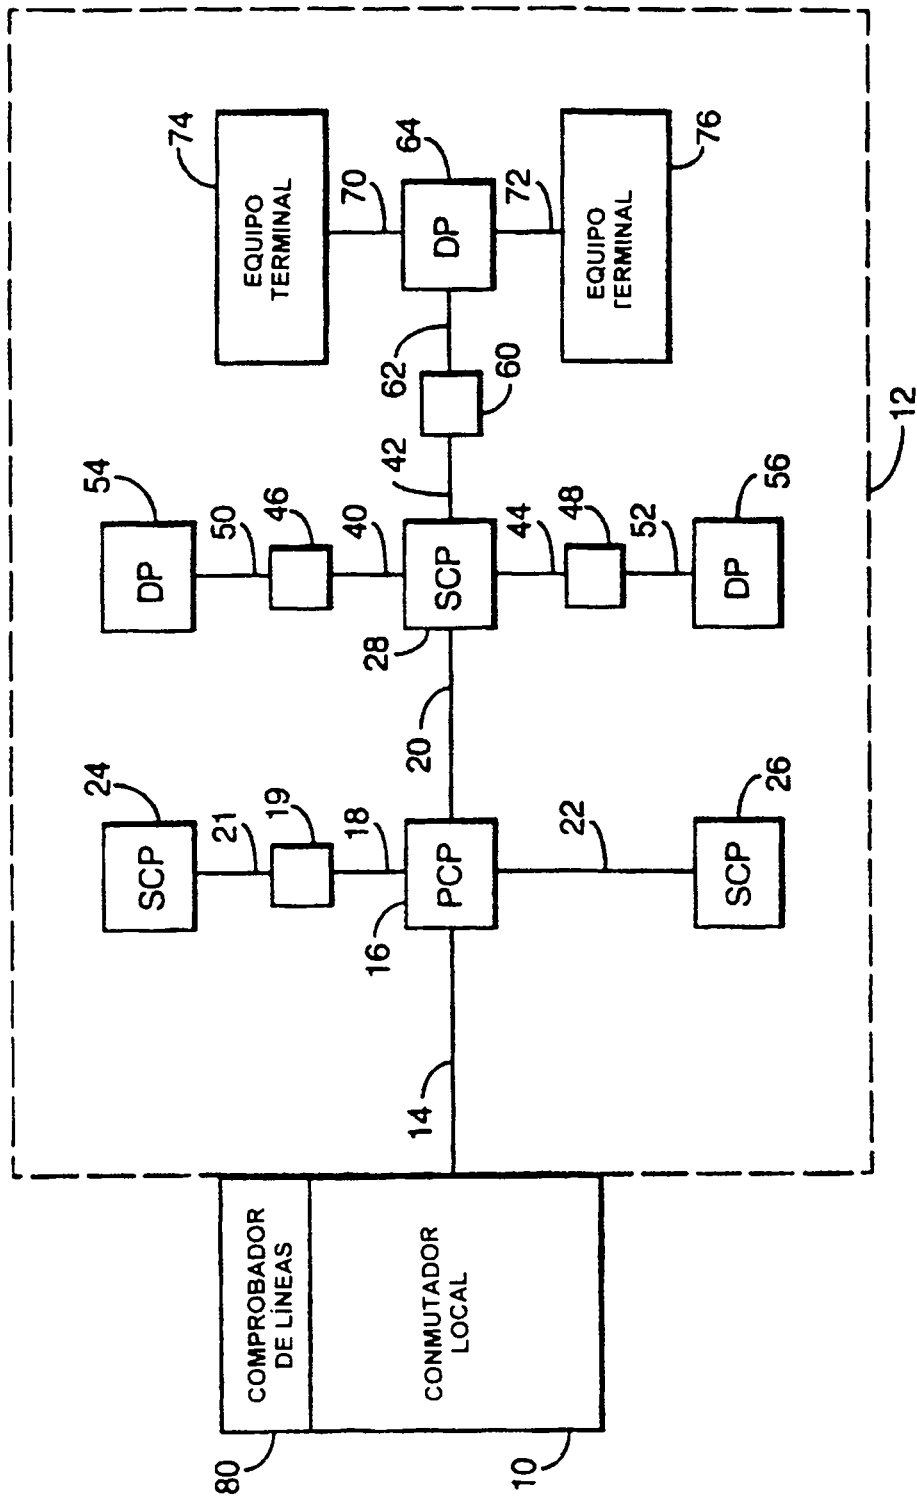 24
54
74
SCP
DP
80
21
50
COMPROBADOR
DE LÍNEAS
EQUIPO
TERMINAL
19
46
18
40
70
16
28
42
62
64
14
20
CONMUTADOR
LOCAL
PCP
SCP
DP
60
10
44
72
22
48
EQUIPO
TERMINAL
52
76
SCP
DP
26
56
12